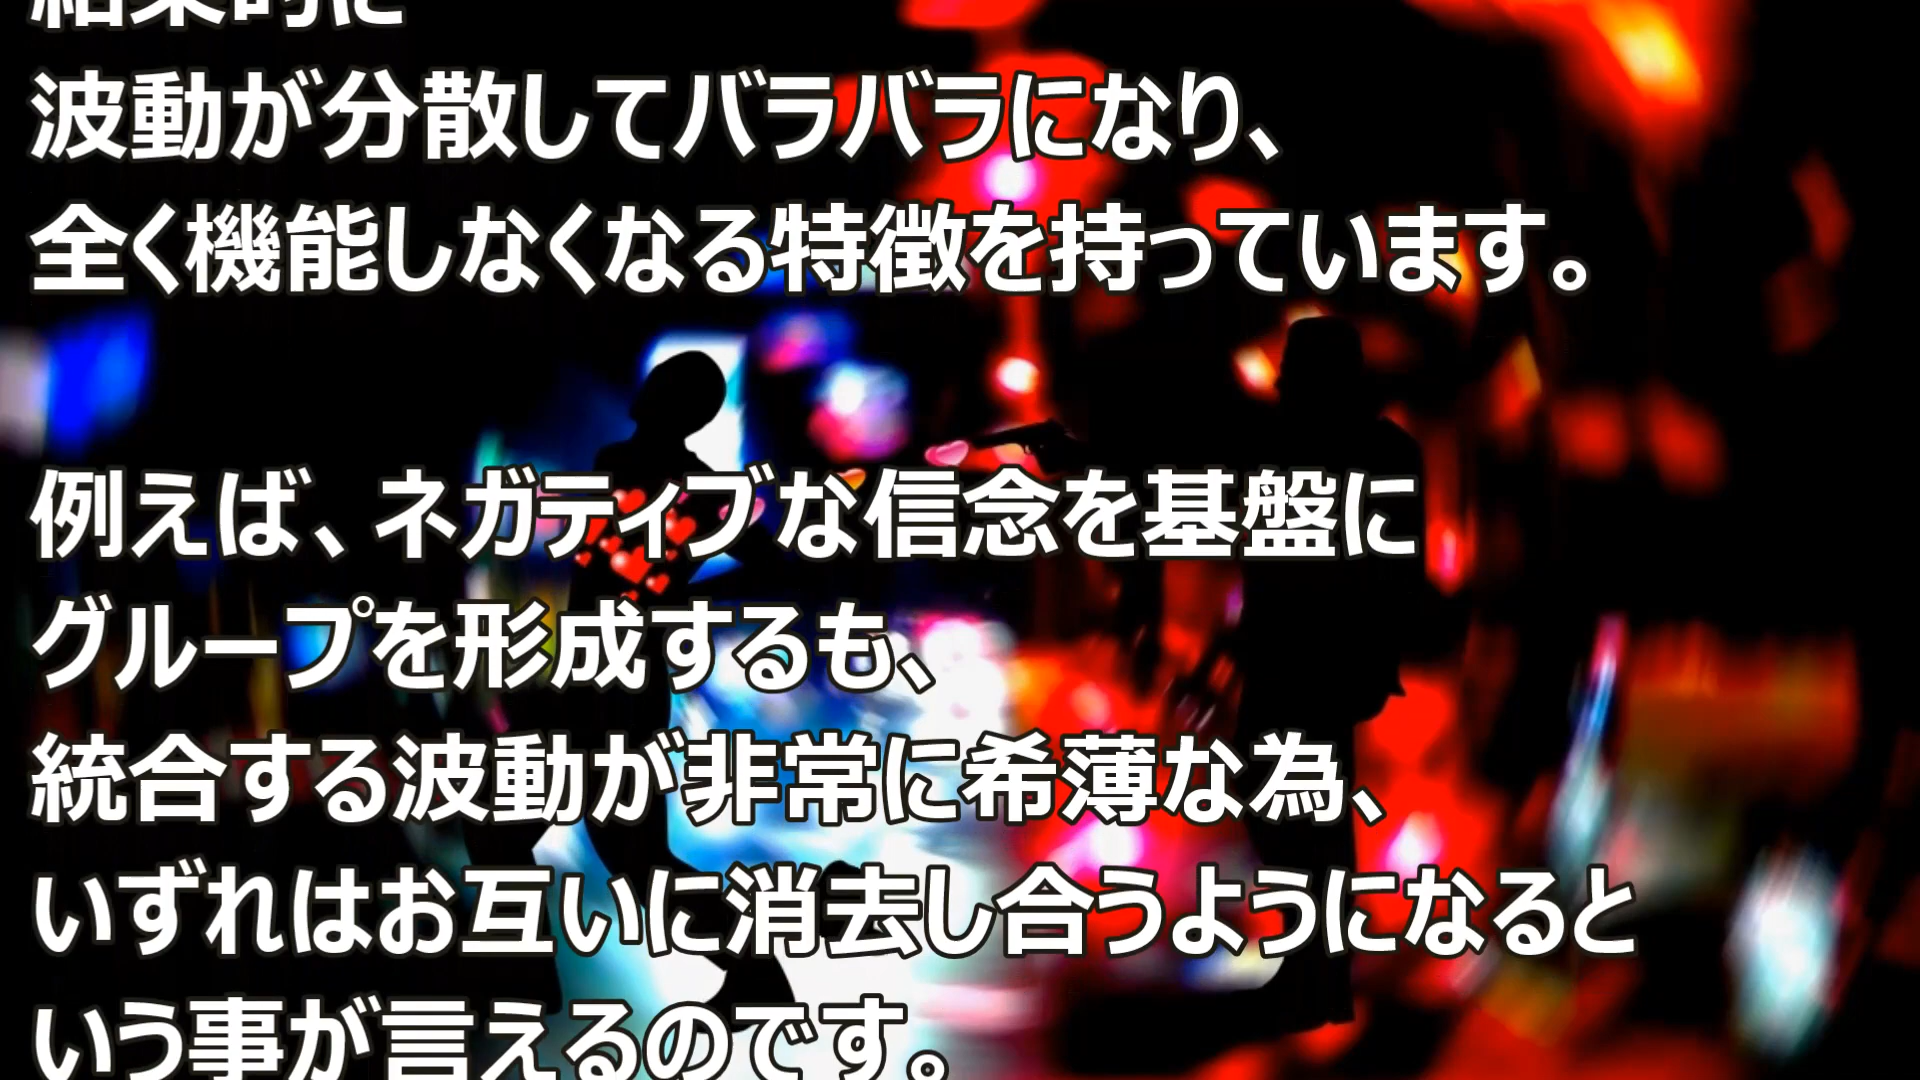 結果的に
波動が分散してバラバラになり、
全く機能しなくなる特徴を持っています。
例えば、ネガティブな信念を基盤に
グループを形成するも、
統合する波動が非常に希薄な為、
いずれはお互いに消去し合うようになると
いう事が言えるのです。